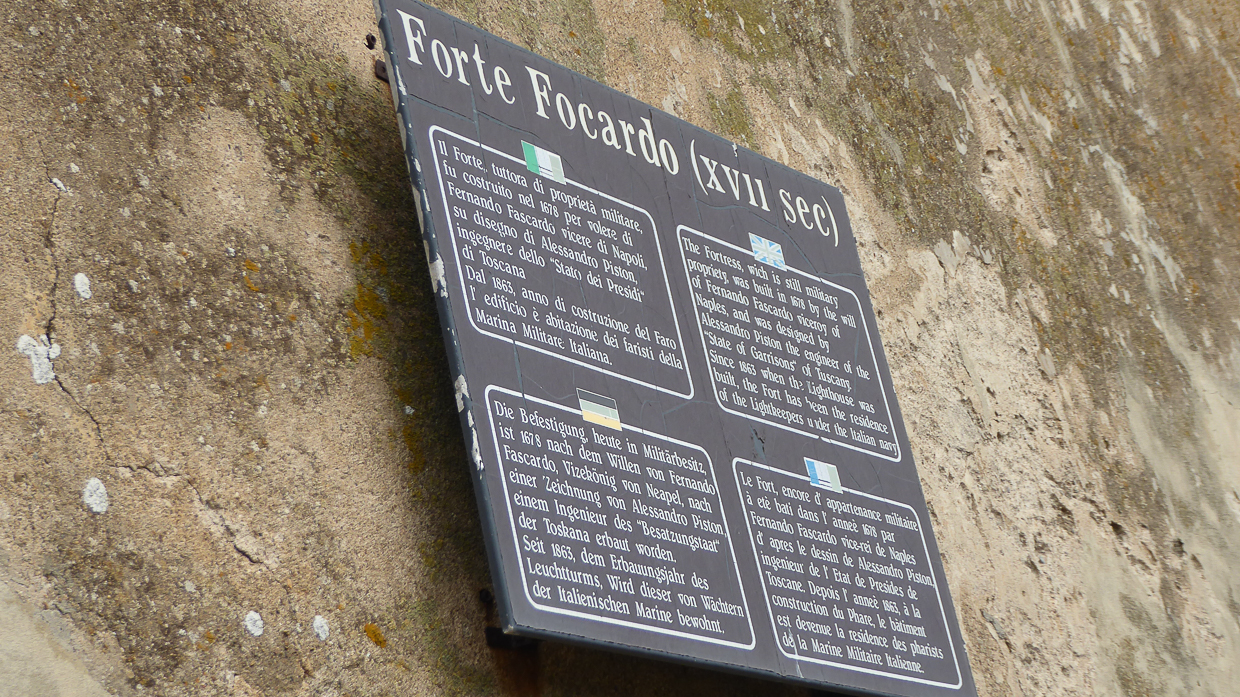 Forte Focardo (XVII sec)
Il Forte, tuttora di proprietà militare,
fu costruito nel 1678 per volere di
Fernando Fascardo vicere di Napoli,
su disegno di Alessandro Piston,
ingegnere dello "Stato dei Presidi"
di Toscana
Dal 1863, anno di costruzione del Faro
l' edificio è abitazione dei faristi della
Marina Militare Italiana.
The Fortress, wich is still military
propriety, was built in 1678 by the will
of Fernando Fascardo viceroy of
Naples, and was designed by
Alessandro Piston the engineer of the
"State of Garrisons" of Tuscany.
Since 1863 when the Lighthouse was
built, the Fort has been the residence
of the Lightkeepers under the Italian navy
Die Befestigung, heute in Militärbesitz,
ist 1678 nach dem Willen von Fernando
Fascardo, Vizekönig von Neapel, nach
einer Zeichnung von Alessandro Piston
einem Ingenieur des "Besatzungstaat"
der Toskana erbaut worden.
Seit 1863, dem Erbauungsjahr des
Leuchtturms, Wird dieser von Wächtern
der Italienischen Marine bewohnt.
Le Fort, encore d' appartenance militaire
à etè bati dans l' anneè 1678 par
Fernando Fascardo vice-rei de Naples
d' apres le dessin de Alessandro Piston
ingenieur de l' Etat de Presides de
Toscane. Depois l' anneè 1863, à la
construction du Phare, le bâtiment
est devenue la residence des pharists
de la Marine Militaire Italienne.